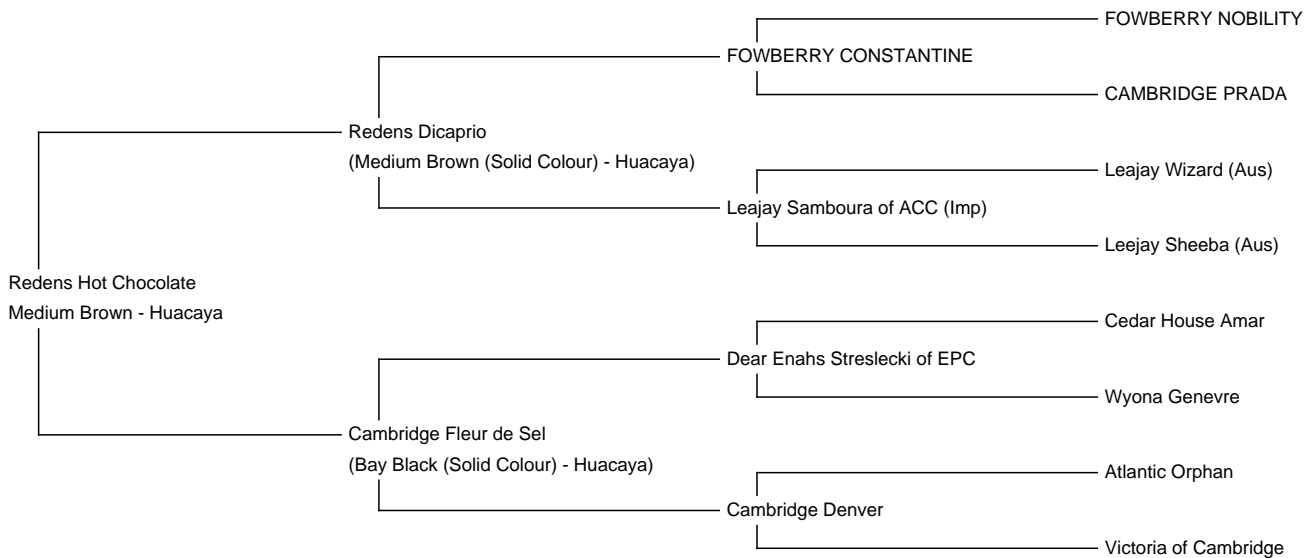 FOWBERRY NOBILITY
FOWBERRY CONSTANTINE
CAMBRIDGE PRADA
Redens Dicaprio
(Medium Brown (Solid Colour) - Huacaya)
Leajay Wizard (Aus)
Leajay Samboura of ACC (Imp)
Leejay Sheeba (Aus)
Redens Hot Chocolate
Medium Brown - Huacaya
Cedar House Amar
Dear Enahs Streslecki of EPC
Wyona Genevre
Cambridge Fleur de Sel
(Bay Black (Solid Colour) - Huacaya)
Atlantic Orphan
Cambridge Denver
Victoria of Cambridge